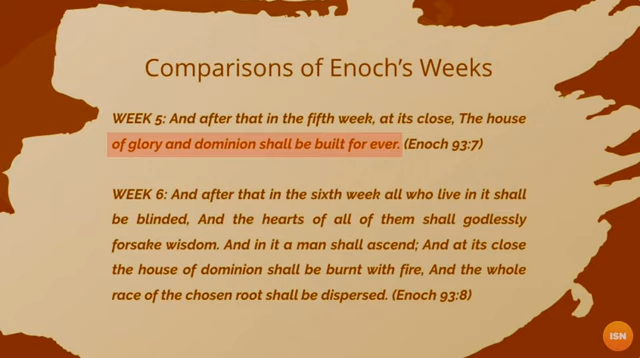 Comparisons of Enoch's Weeks
WEEK 5: And after that in the fifth week, at its close, The house
of glory and dominion shall be built for ever. (Enoch 93:7)
WEEK 6: And after that in the sixth week all who live in it shall
be blinded, And the hearts of all of them shall godlessly
forsake wisdom. And in it a man shall ascend; And at its close
the house of dominion shall be burnt with fire, And the whole
race of the chosen root shall be dispersed. (Enoch 93:8)
ISN